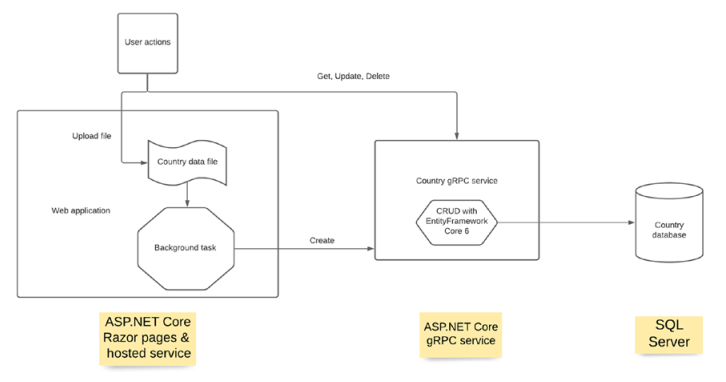 User actions
Get, Update, Delete
Upload file
Country data file
Web application
Background task
Create
Country gRPC service
CRUD with
EntityFramework
Core 6
Country
database
ASP.NET Core
Razor pages &
hosted service
ASP.NET Core
gRPC service
SQL
Server